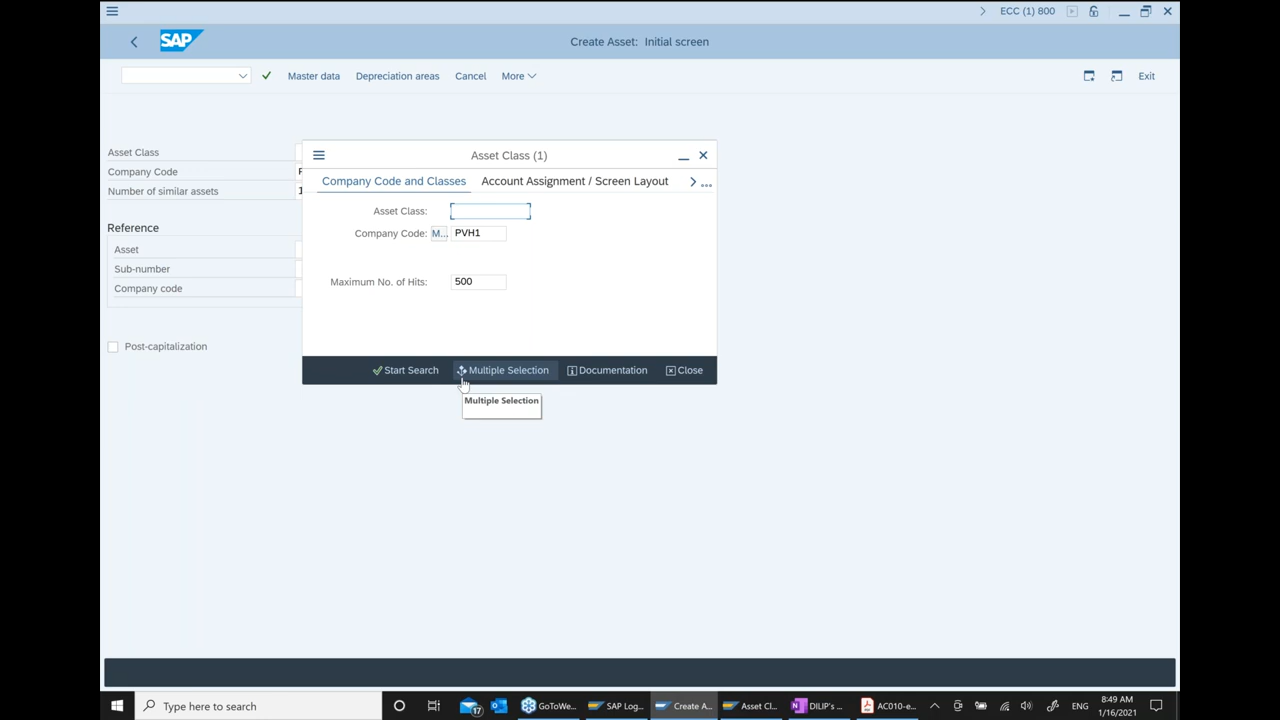 ECC (1) 800
SAP
Create Asset: Initial screen
Master data
Depreciation areas
Cancel
More
Exit
Asset Class
Company Code
Number of similar assets
Reference
Asset
Sub-number
Company code
Post-capitalization
Asset Class (1)
Company Code and Classes
Account Assignment / Screen Layout
...
Asset Class:
Company Code:
M...
PVH1
Maximum No. of Hits:
500
Start Search
Multiple Selection
Documentation
Close
Multiple Selection
Type here to search
17
GoToWe...
SAP Log...
Create A...
Asset Cl...
DILIP's ...
AC010-e...
ENG
8:49 AM
1/16/2021